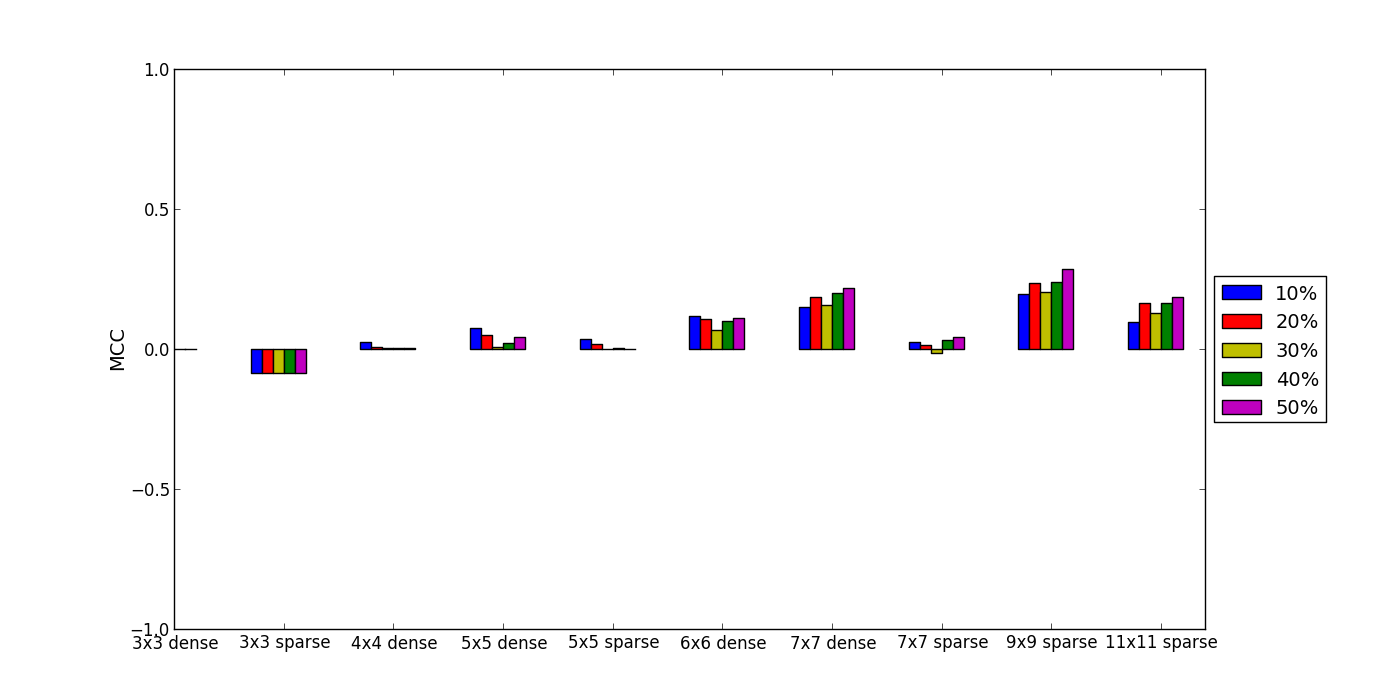 1.0
0.5
0.0
−0.5
−1.0
MCC
3x3 dense
3x3 sparse
4x4 dense
5x5 dense
5x5 sparse
6x6 dense
7x7 dense
7x7 sparse
9x9 sparse
11x11 sparse
10%
20%
30%
40%
50%